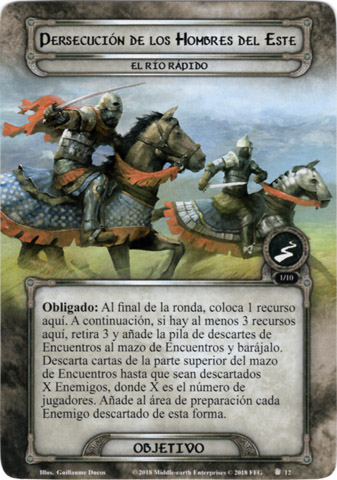 Persecución de los Hombres del Este
El Río Rápido
1/10
Obligado: Al final de la ronda, coloca 1 recurso
aquí. A continuación, si hay al menos 3 recursos
aquí, retira 3 y añade la pila de descartes de
Encuentros al mazo de Encuentros y barájalo.
Descarta cartas de la parte superior del mazo
de Encuentros hasta que sean descartados
X Enemigos, donde X es el número de
jugadores. Añade al área de preparación cada
Enemigo descartado de esta forma.
Objetivo
Illus. Guillaume Ducos ©2018 Middle-earth Enterprises ©2018 FFG 12